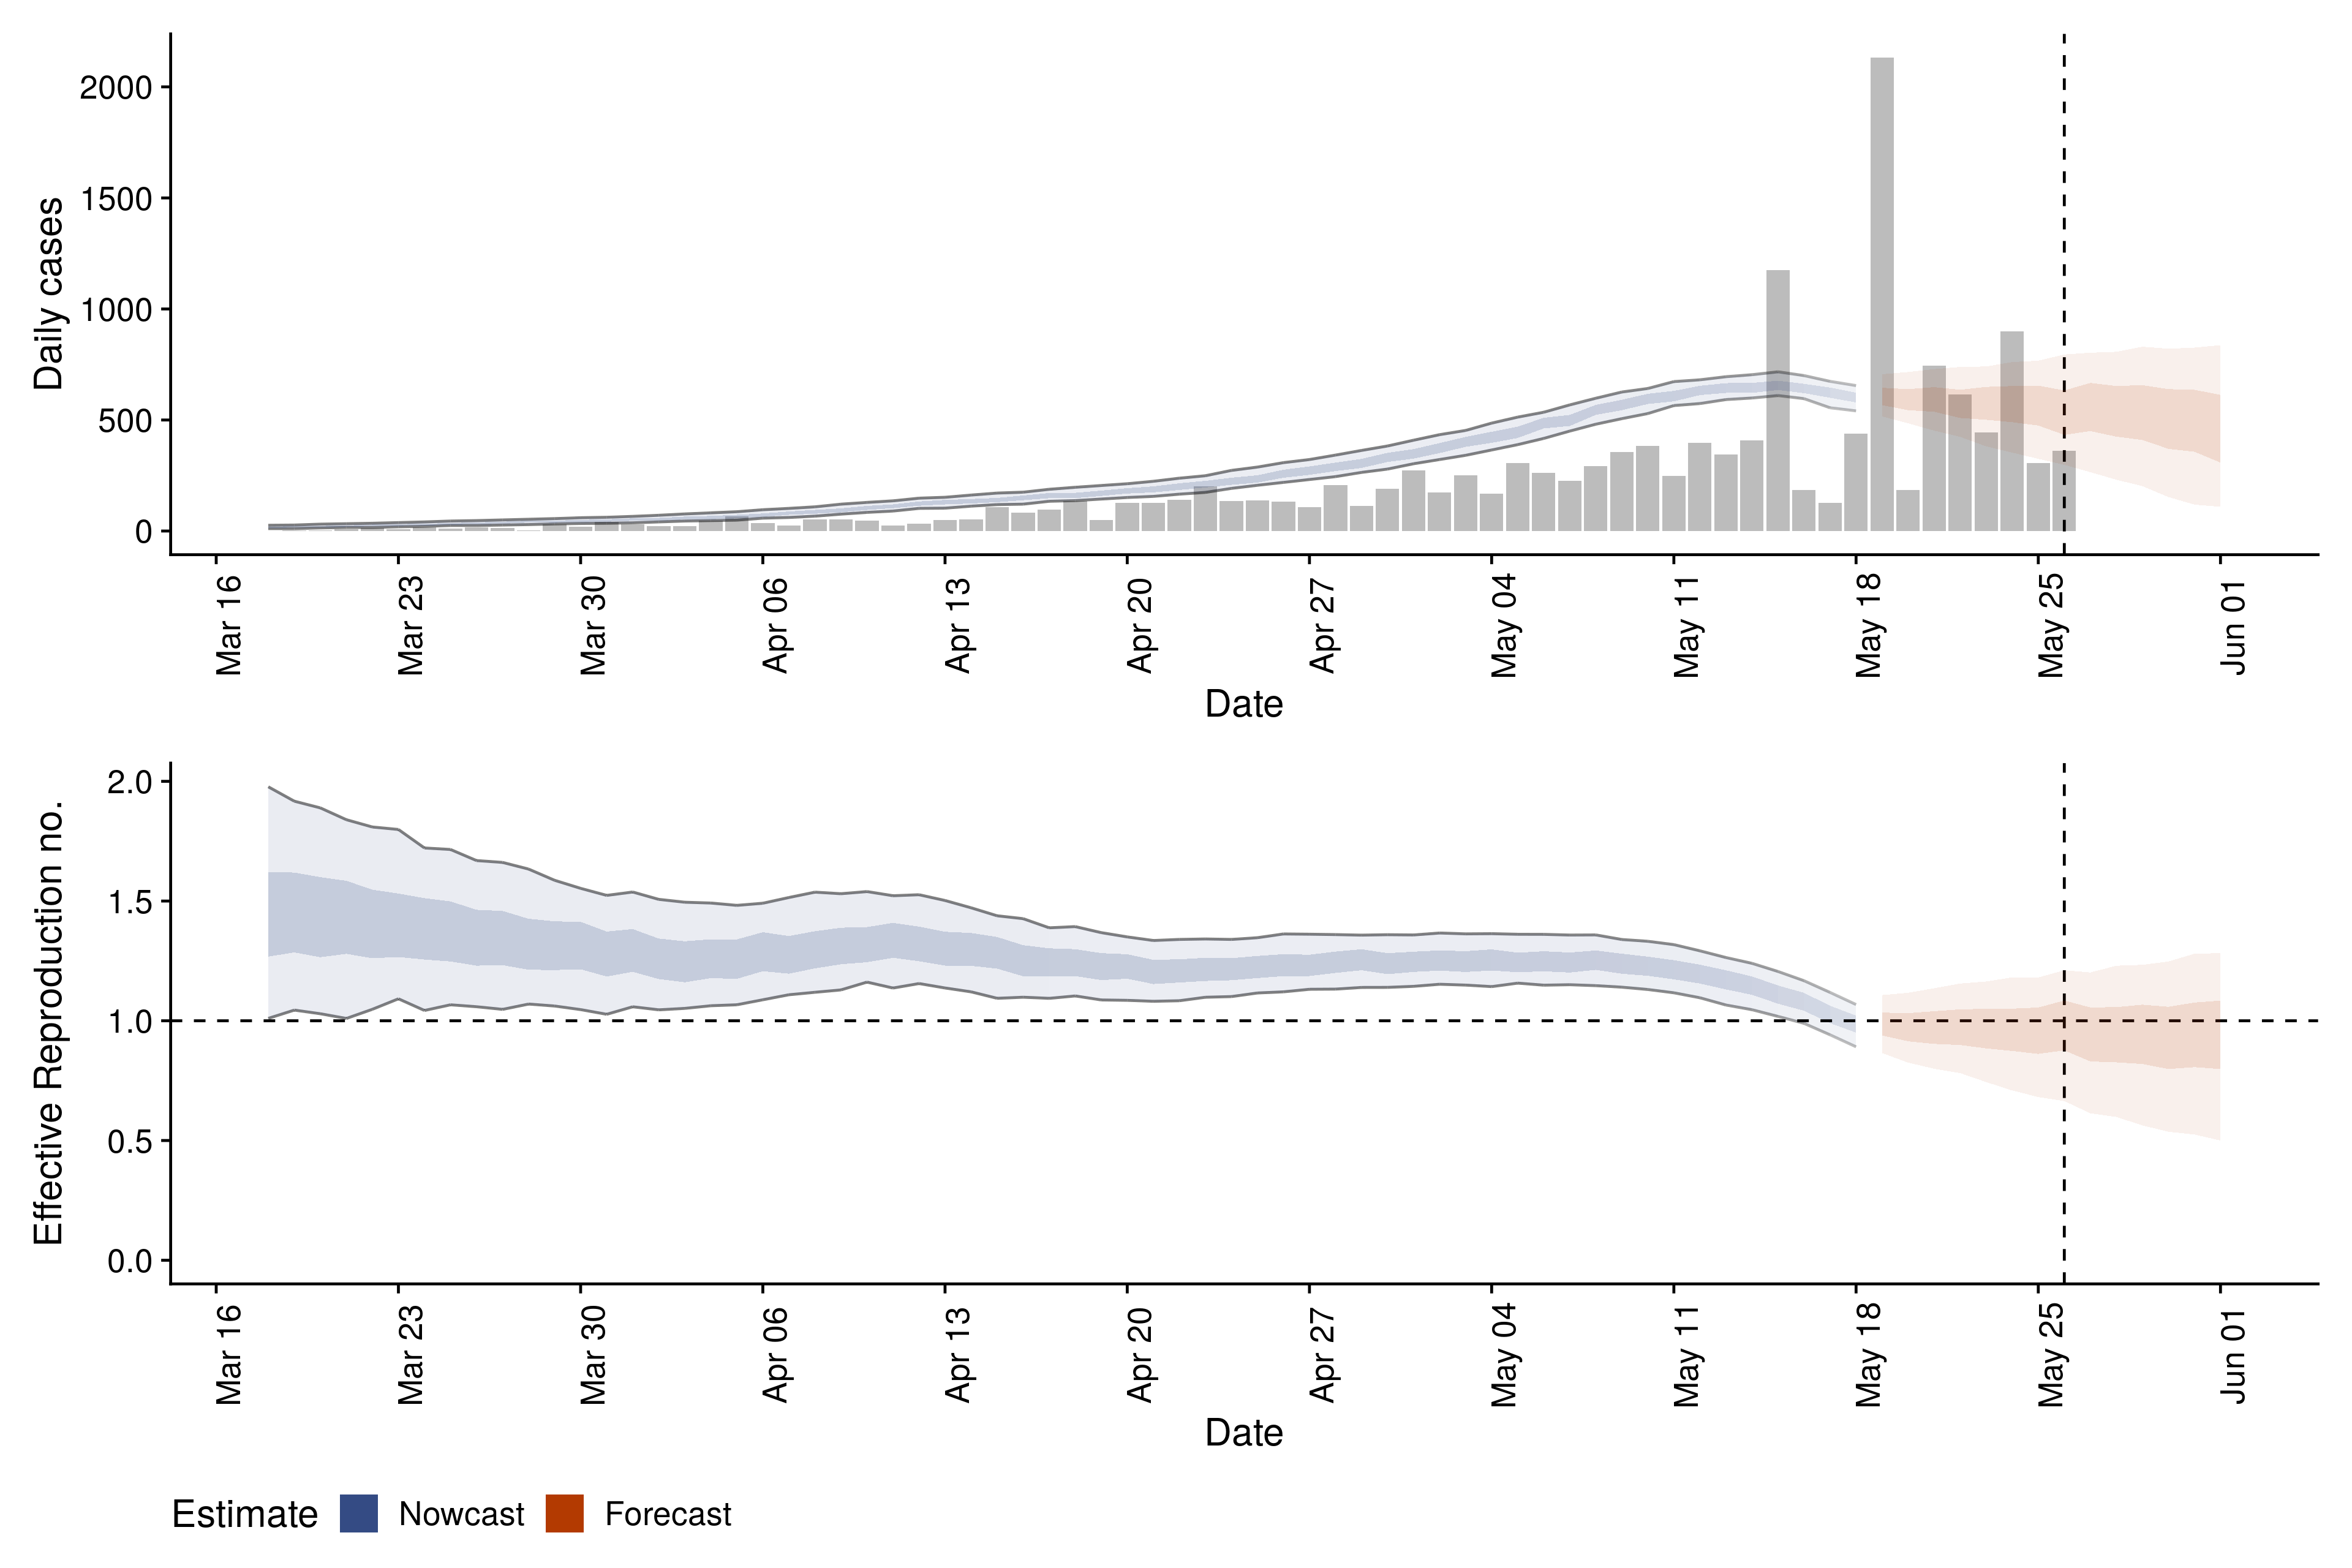 Daily cases
2000
1500
1000
500
0
Mar 16
Mar 23
Mar 30
Apr 06
Apr 13
Apr 20
Apr 27
May 04
May 11
May 18
May 25
Jun 01
Date
Effective Reproduction no.
2.0
1.5
1.0
0.5
0.0
Mar 16
Mar 23
Mar 30
Apr 06
Apr 13
Apr 20
Apr 27
May 04
May 11
May 18
May 25
Jun 01
Date
Estimate Nowcast Forecast